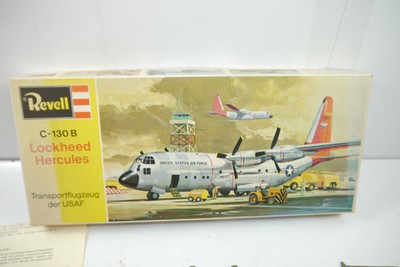 Revell
C-130 B
Lockheed
Hercules
Transportflugzeug
der USAF
UNITED STATES AIR FORCE